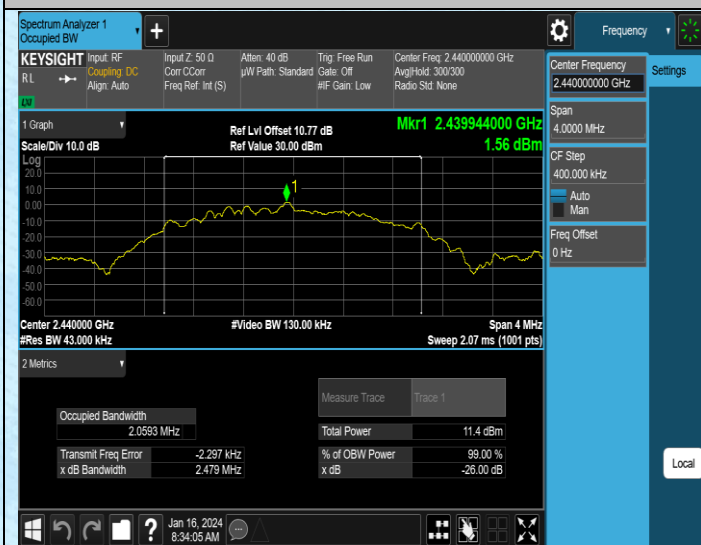 Spectrum Analyzer 1
Occupied BW
+
Frequency
KEYSIGHT
RL
LXI
Input: RF
Coupling: DC
Align: Auto
Input Z: 50 Ω
Corr CCorr
Freq Ref: Int (S)
Atten: 40 dB
µW Path: Standard
Trig: Free Run
Gate: Off
#IF Gain: Low
Center Freq: 2.440000000 GHz
Avg|Hold: 300/300
Radio Std: None
Center Frequency
2.440000000 GHz
Settings
Span
4.0000 MHz
CF Step
400.000 kHz
Auto
Man
Freq Offset
0 Hz
1 Graph
Scale/Div 10.0 dB
Ref Lvl Offset 10.77 dB
Ref Value 30.00 dBm
Mkr1 2.439944000 GHz
1.56 dBm
Log
20.0
10.0
0.00
-10.0
-20.0
-30.0
-40.0
-50.0
-60.0
1
Center 2.440000 GHz
#Res BW 43.000 kHz
#Video BW 130.00 kHz
Span 4 MHz
Sweep 2.07 ms (1001 pts)
2 Metrics
Measure Trace Trace 1
Occupied Bandwidth
2.0593 MHz
Total Power 11.4 dBm
Transmit Freq Error -2.297 kHz
% of OBW Power 99.00 %
x dB Bandwidth 2.479 MHz
x dB -26.00 dB
Local
?
Jan 16, 2024
8:34:05 AM